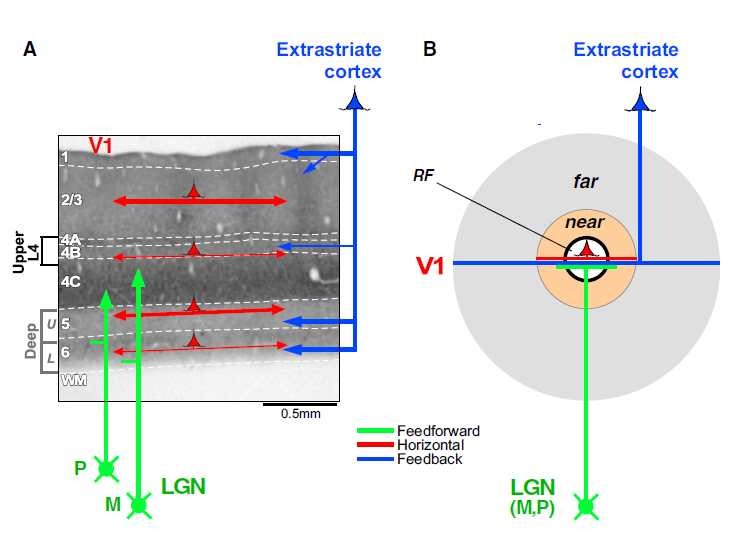 A
Extrastriate
cortex
V1
1
2/3
4A
4B
4C
5
6
WM
Upper
L4
Deep
U
L
0.5mm
P
M
LGN
B
Extrastriate
cortex
RF
far
near
V1
LGN
(M,P)
Feedforward
Horizontal
Feedback